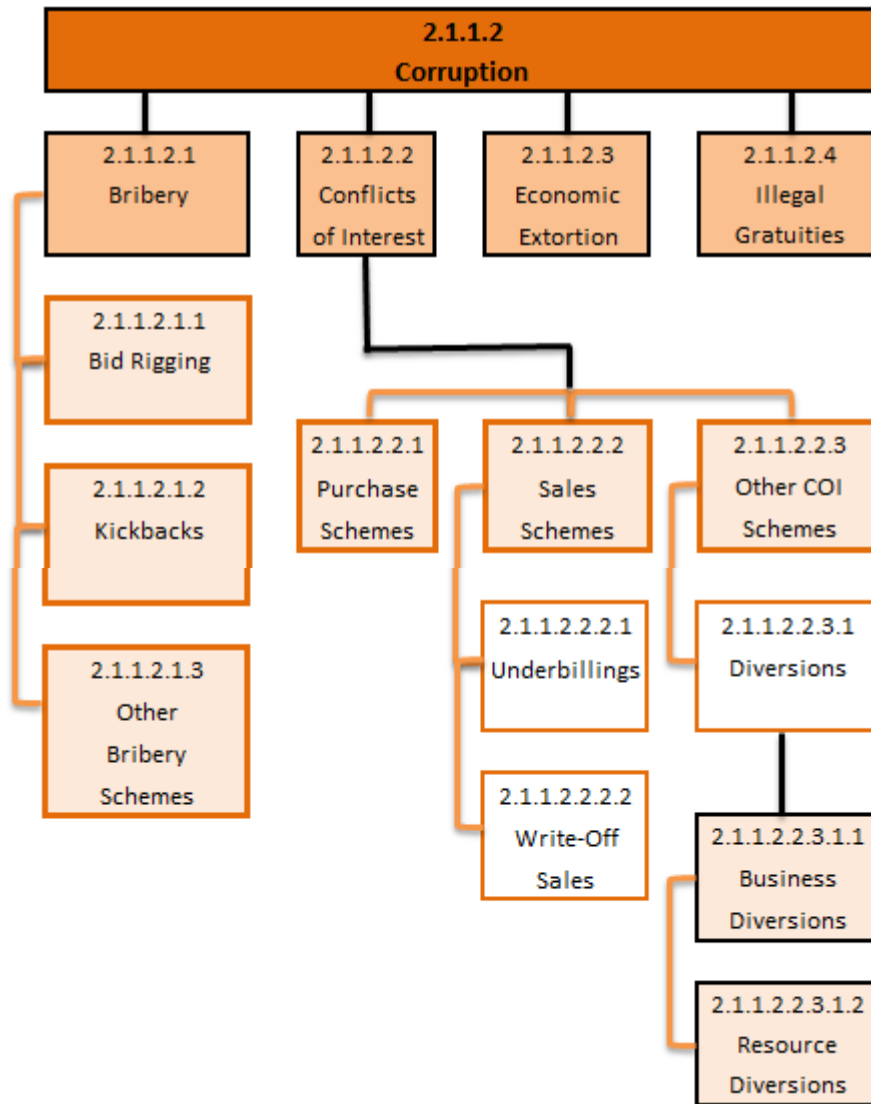 2.1.1.2
Corruption
2.1.1.2.1
Bribery
2.1.1.2.2
Conflicts
of Interest
2.1.1.2.3
Economic
Extortion
2.1.1.2.4
Illegal
Gratuities
2.1.1.2.1.1
Bid Rigging
2.1.1.2.1.2
Kickbacks
2.1.1.2.1.3
Other
Bribery
Schemes
2.1.1.2.2.1
Purchase
Schemes
2.1.1.2.2.2
Sales
Schemes
2.1.1.2.2.2.1
Underbillings
2.1.1.2.2.2.2
Write-Off
Sales
2.1.1.2.2.3
Other COI
Schemes
2.1.1.2.2.3.1
Diversions
2.1.1.2.2.3.1.1
Business
Diversions
2.1.1.2.2.3.1.2
Resource
Diversions